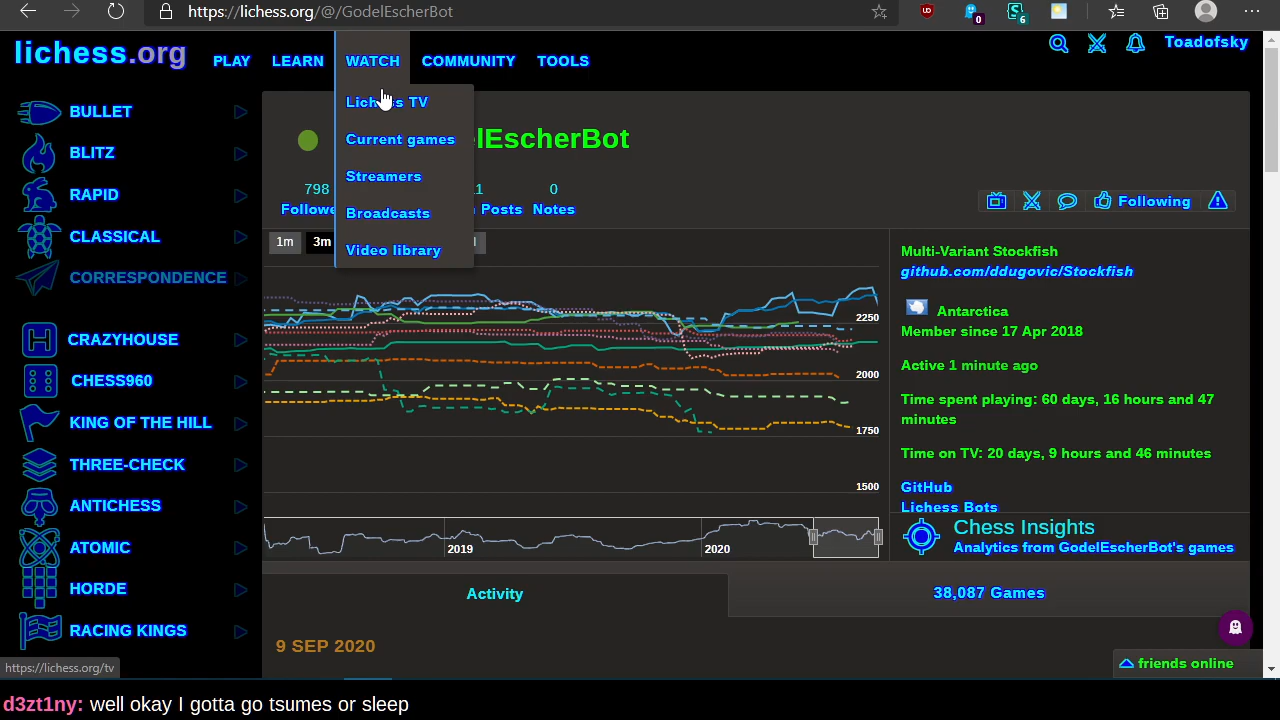 https://lichess.org/@/GodelEscherBot
0
6
lichess.org
PLAY
LEARN
WATCH
COMMUNITY
TOOLS
Toadofsky
Lichess TV
Current games
Streamers
Broadcasts
Video library
BULLET
BLITZ
RAPID
CLASSICAL
CORRESPONDENCE
CRAZYHOUSE
CHESS960
KING OF THE HILL
THREE-CHECK
ANTICHESS
ATOMIC
HORDE
RACING KINGS
lEscherBot
798
1
0
Followe
Posts
Notes
Following
1m
3m
2250
2000
1750
1500
2019
2020
Multi-Variant Stockfish
github.com/ddugovic/Stockfish
Antarctica
Member since 17 Apr 2018
Active 1 minute ago
Time spent playing: 60 days, 16 hours and 47
minutes
Time on TV: 20 days, 9 hours and 46 minutes
GitHub
Lichess Bots
Chess Insights
Analytics from GodelEscherBot's games
Activity
38,087 Games
9 SEP 2020
friends online
https://lichess.org/tv
d3zt1ny: well okay I gotta go tsumes or sleep